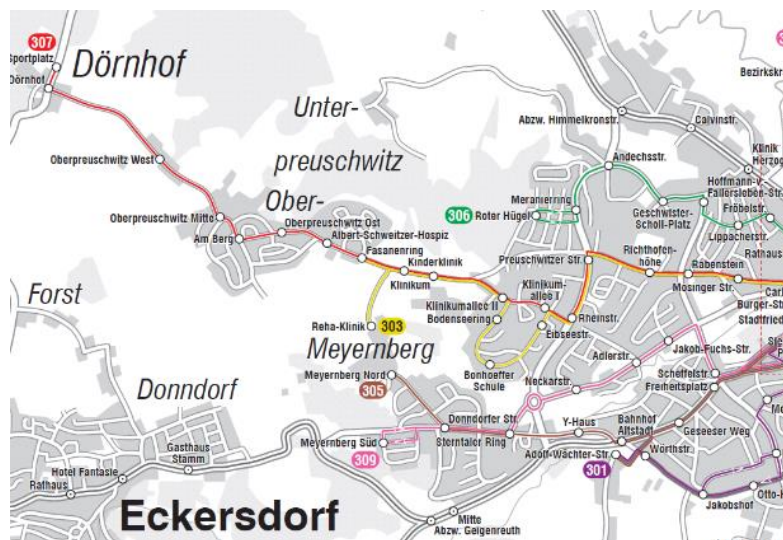 307
Sportplatz
Dörnhof
Dörnhof
Unter-
preuschwitz
Ober-
Abzw. Himmelkronstr.
Calvinstr.
Bezirkskr
Klinik
Herzog
Andechsstr.
Hoffmann-v.-
Fallersleben-Str.
Oberpreuschwitz West
Meranierring
306
Roter Hügel
Geschwister-
Scholl-Platz
Fröbelstr.
Lippacherstr.
Oberpreuschwitz Mitte
Am Berg
Oberpreuschwitz Ost
Albert-Schweitzer-Hospiz
Fasanenring
Kinderklinik
Klinikum
Preuschwitzer Str.
Richthofen-
höhe
Rabenstein
Mosinger Str.
Rathaus
Burger-Str
Stadtfried
Forst
Klinikum-
allee I
Klinikumallee II
Bodenseering
Rheinstr.
Eibseestr.
Reha-Klinik
303
Meyernberg
Meyernberg Nord
305
Bonhoeffer
Schule
Adlerstr.
Jakob-Fuchs-Str.
Neckarstr.
Scheffelstr.
Freiheitsplatz
Donndorf
Donndorfer Str.
Sterntaler Ring
Meyernberg Süd
309
Y-Haus
Bahnhof
Altstadt
Geseeser Weg
Adolf-Wächter-Str.
301
Wörthstr.
Jakobshof
Otto-
Gasthaus
Stamm
Hotel Fantasie
Rathaus
Eckersdorf
Mitte
Abzw. Geigenreuth